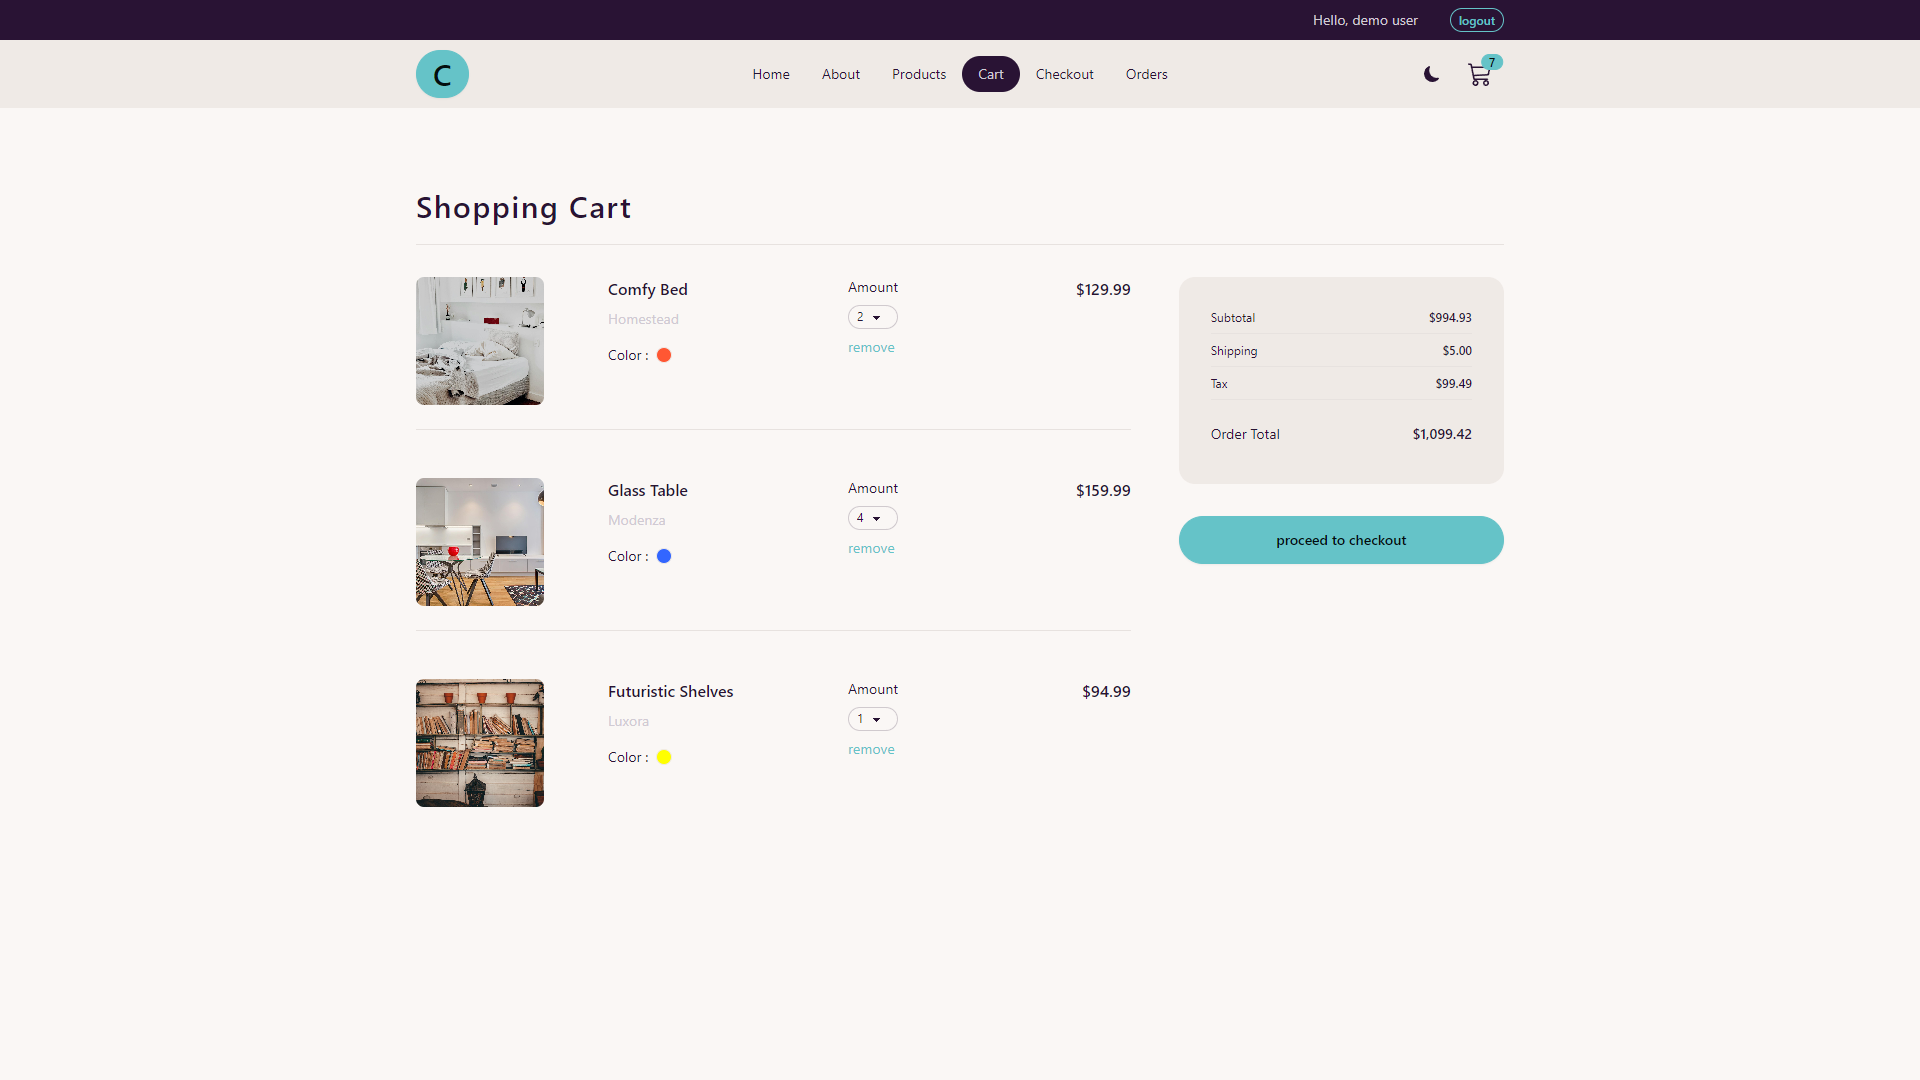 Hello, demo user
logout
C
Home
About
Products
Cart
Checkout
Orders
7
Shopping Cart
Comfy Bed
Homestead
Color :
Amount
2
remove
$129.99
Glass Table
Modenza
Color :
Amount
4
remove
$159.99
Futuristic Shelves
Luxora
Color :
Amount
1
remove
$94.99
Subtotal $994.93
Shipping $5.00
Tax $99.49
Order Total $1,099.42
proceed to checkout